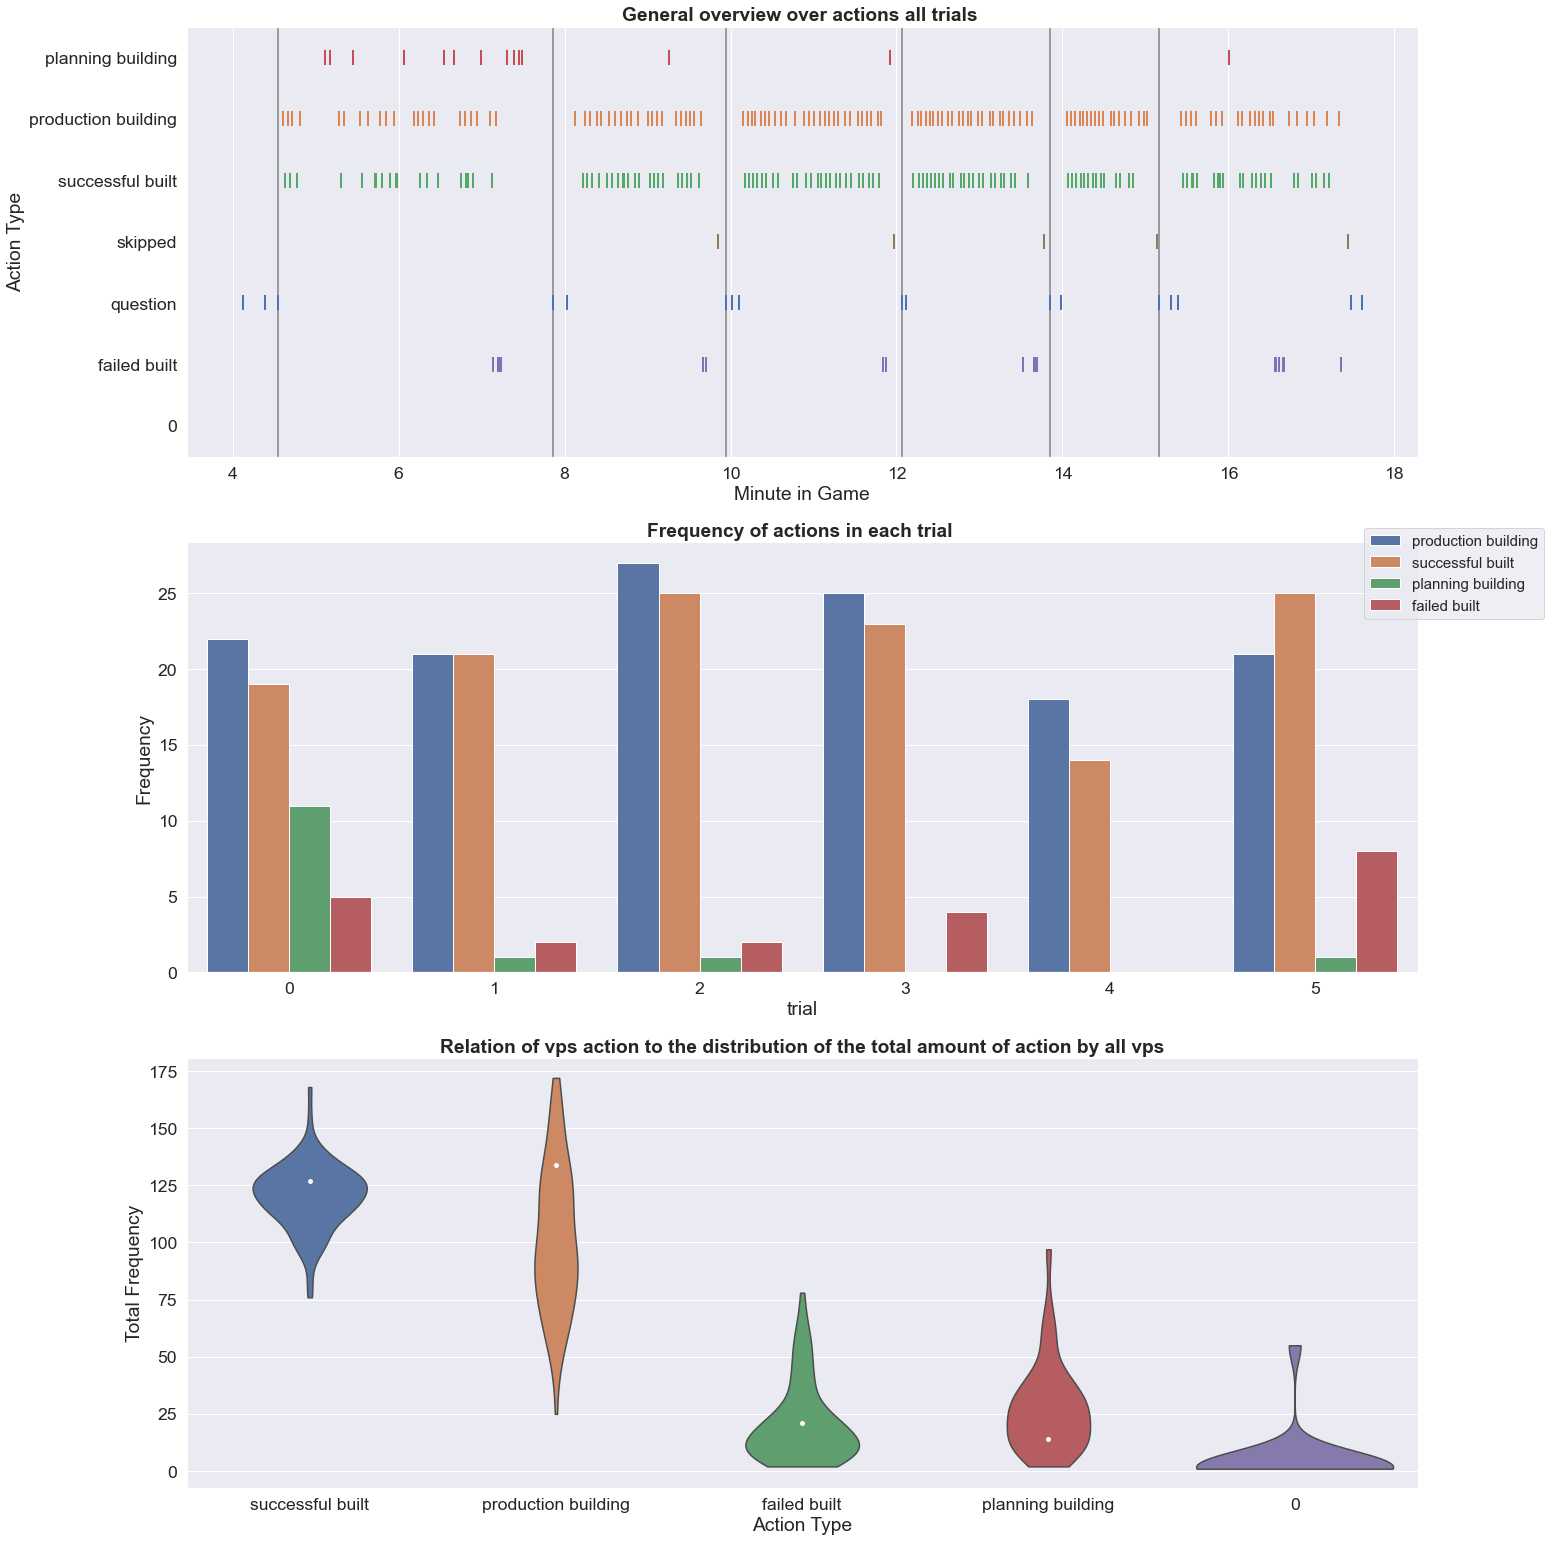 General overview over actions all trials
planning building
production building
successful built
skipped
question
failed built
0
Action Type
4 6 8 10 12 14 16 18
Minute in Game
Frequency of actions in each trial
production building
successful built
planning building
failed built
25
20
15
10
5
0
Frequency
0 1 2 3 4 5
trial
Relation of vps action to the distribution of the total amount of action by all vps
175
150
125
100
75
50
25
0
Total Frequency
successful built production building failed built planning building 0
Action Type